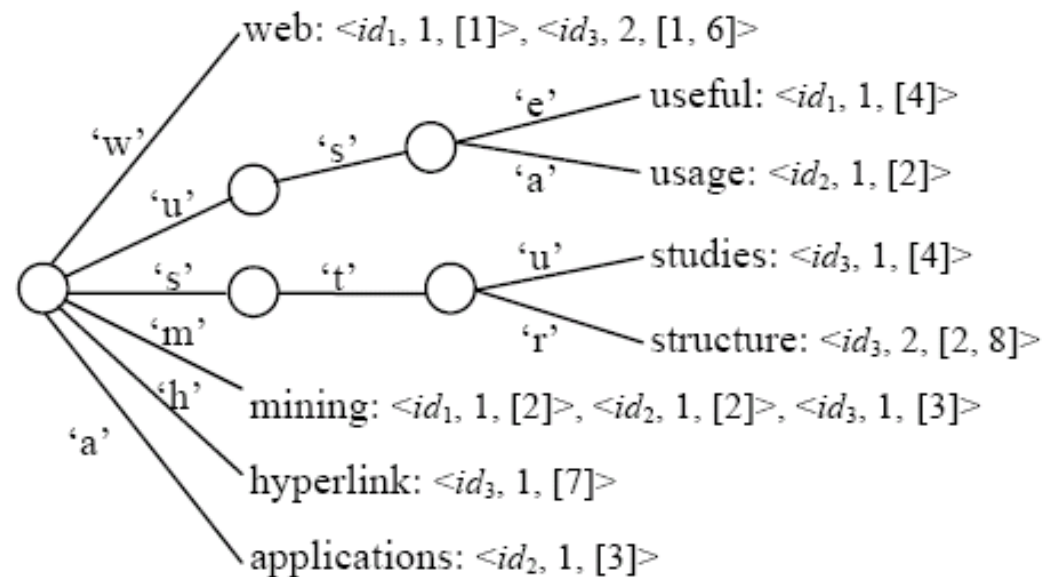 web: <id₁, 1, [1]>, <id₃, 2, [1, 6]>
‘e’ useful: <id₁, 1, [4]>
‘w’ ‘s’
‘a’ usage: <id₂, 1, [2]>
‘u’
‘u’ studies: <id₃, 1, [4]>
‘s’ ‘t’
‘m’ ‘r’ structure: <id₃, 2, [2, 8]>
‘h’ mining: <id₁, 1, [2]>, <id₂, 1, [2]>, <id₃, 1, [3]>
‘a’
hyperlink: <id₃, 1, [7]>
applications: <id₂, 1, [3]>